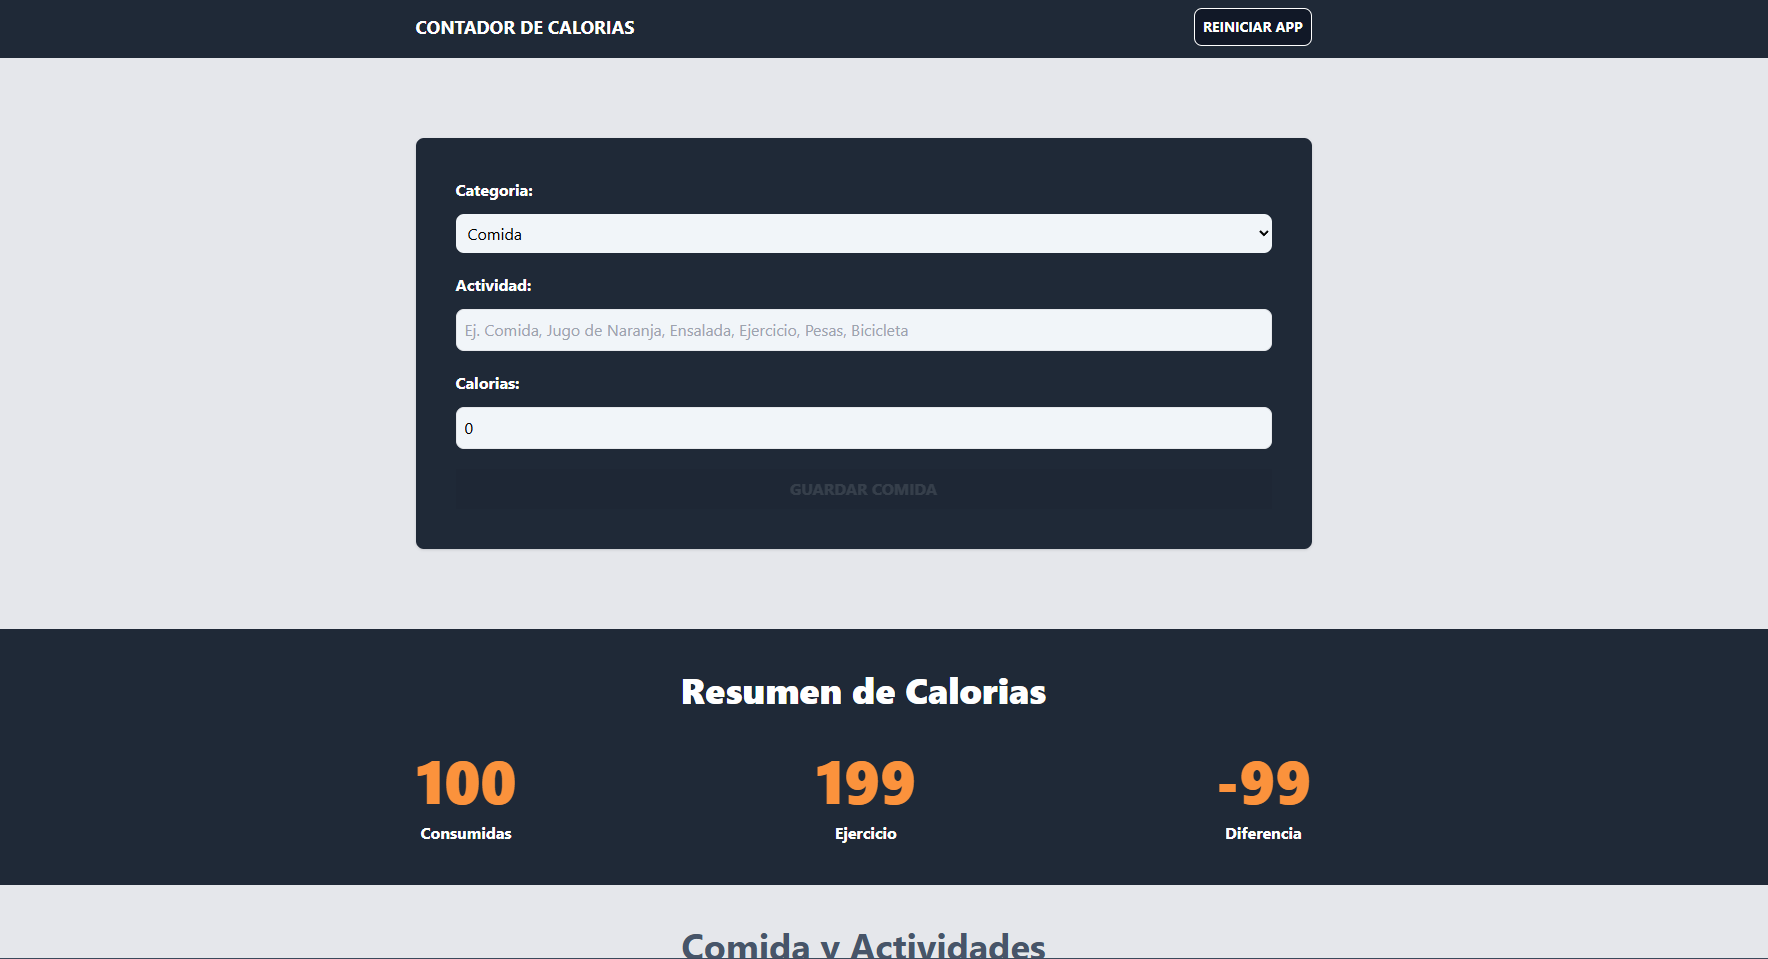 CONTADOR DE CALORIAS
REINICIAR APP
Categoria:
Comida
Actividad:
Ej. Comida, Jugo de Naranja, Ensalada, Ejercicio, Pesas, Bicicleta
Calorias:
0
GUARDAR COMIDA
Resumen de Calorias
100
199
-99
Consumidas
Ejercicio
Diferencia
Comida y Actividades